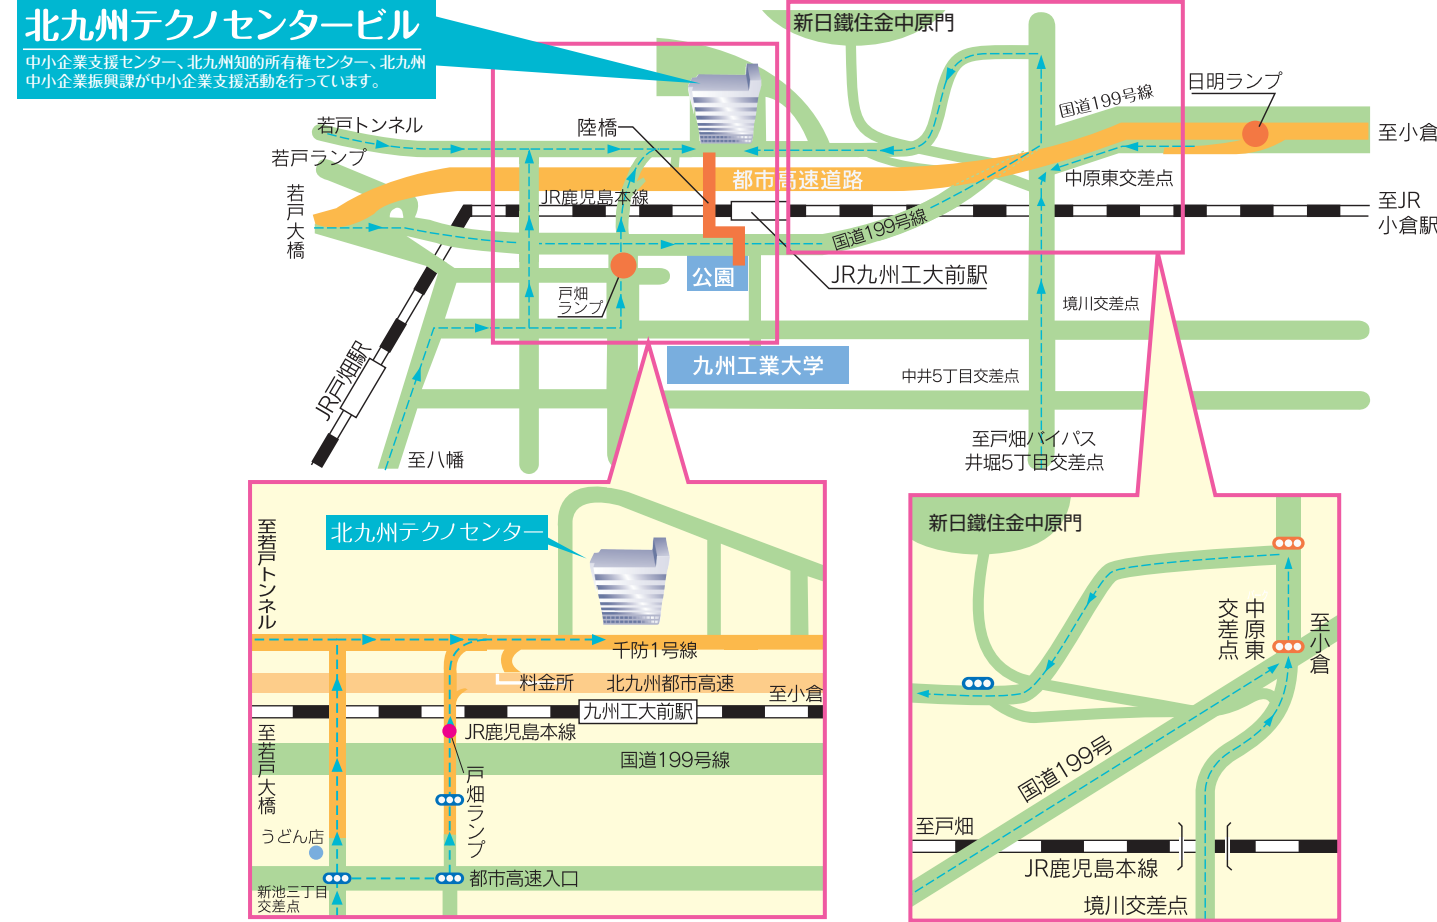 北九州テクノセンタービル
中小企業支援センター、北九州知的所有権センター、北九州
中小企業振興課が中小企業支援活動を行っています。
新日鐵住金中原門
日明ランプ
国道199号線
至小倉
若戸トンネル
陸橋
若戸ランプ
中原東交差点
都市高速道路
若戸大橋
JR鹿児島本線
至JR
小倉駅
国道199号線
公園
JR九州工大前駅
戸畑
ランプ
境川交差点
JR戸畑駅
九州工業大学
中井5丁目交差点
至戸畑バイパス
井堀5丁目交差点
至八幡
至若戸トンネル
北九州テクノセンター
千防1号線
料金所
北九州都市高速
至小倉
九州工大前駅
JR鹿児島本線
至若戸大橋
国道199号線
戸畑ランプ
うどん店
都市高速入口
新池三丁目
交差点
新日鐵住金中原門
中原東
交差点
至小倉
国道199号
至戸畑
JR鹿児島本線
境川交差点